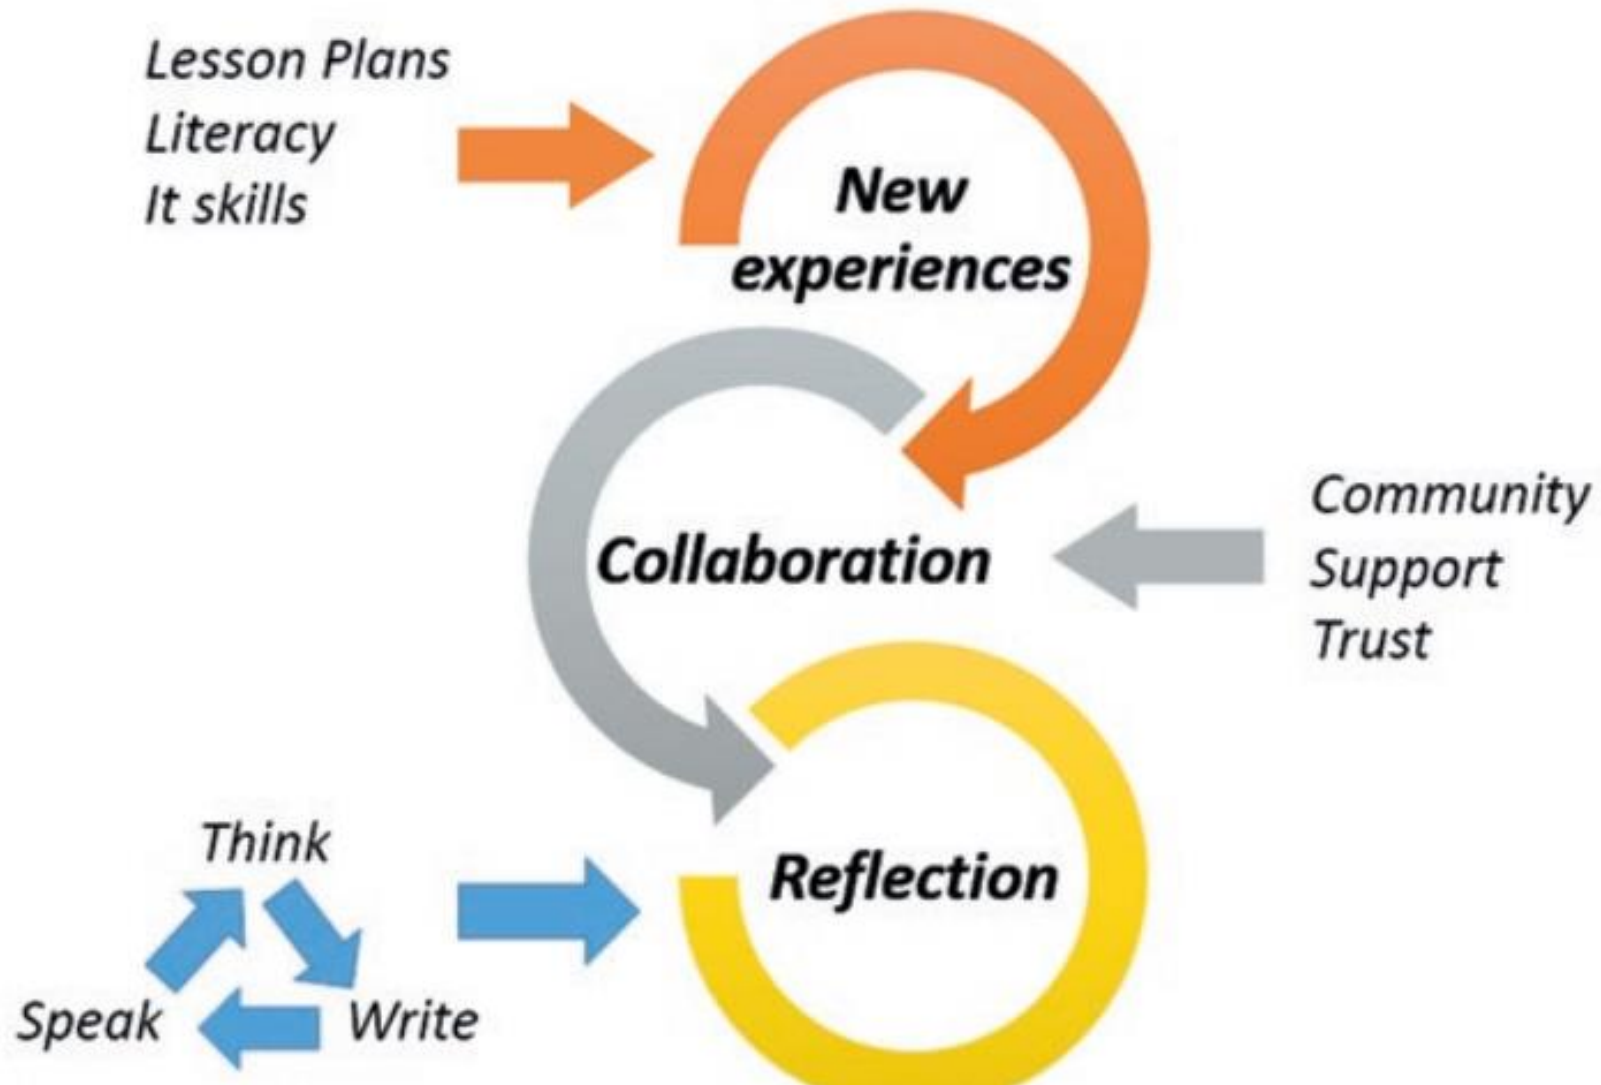 Lesson Plans
Literacy
It skills
New
experiences
Collaboration
Community
Support
Trust
Think
Reflection
Speak
Write